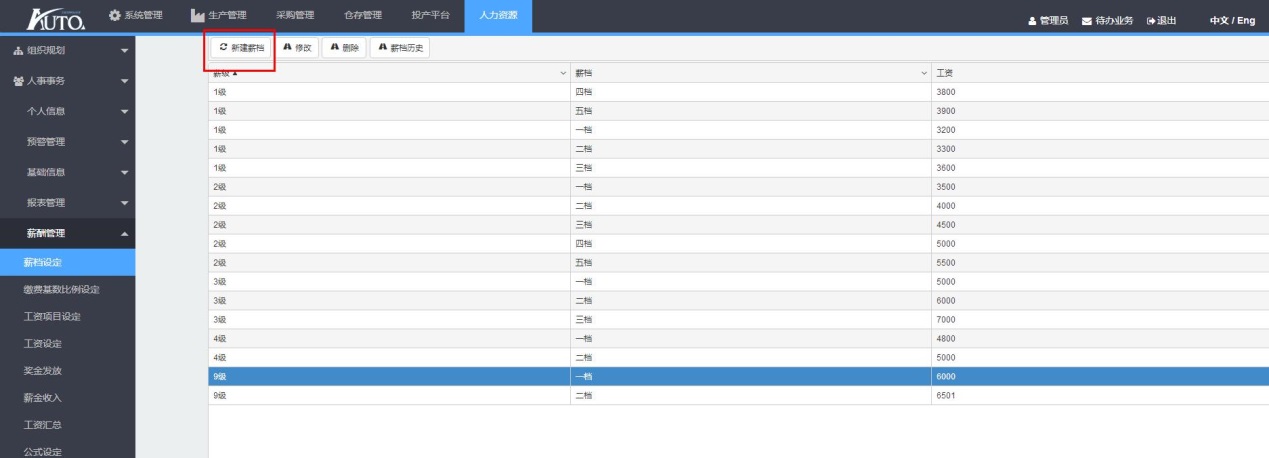 AUTO.
系统管理 生产管理 采购管理 仓存管理 投产平台 人力资源
管理员 待办业务 退出 中文 / Eng
组织规划
人事事务
个人信息
预警管理
基础信息
报表管理
薪酬管理
薪档设定
缴费基数比例设定
工资项目设定
工资设定
奖金发放
薪金收入
工资汇总
公式设定
新建薪档 修改 删除 薪档历史
薪级 薪档 工资
1级 四档 3800
1级 五档 3900
1级 一档 3200
1级 二档 3300
1级 三档 3600
2级 一档 3500
2级 二档 4000
2级 三档 4500
2级 四档 5000
2级 五档 5500
3级 一档 5000
3级 二档 6000
3级 三档 7000
4级 一档 4800
4级 二档 5000
9级 一档 6000
9级 二档 6501